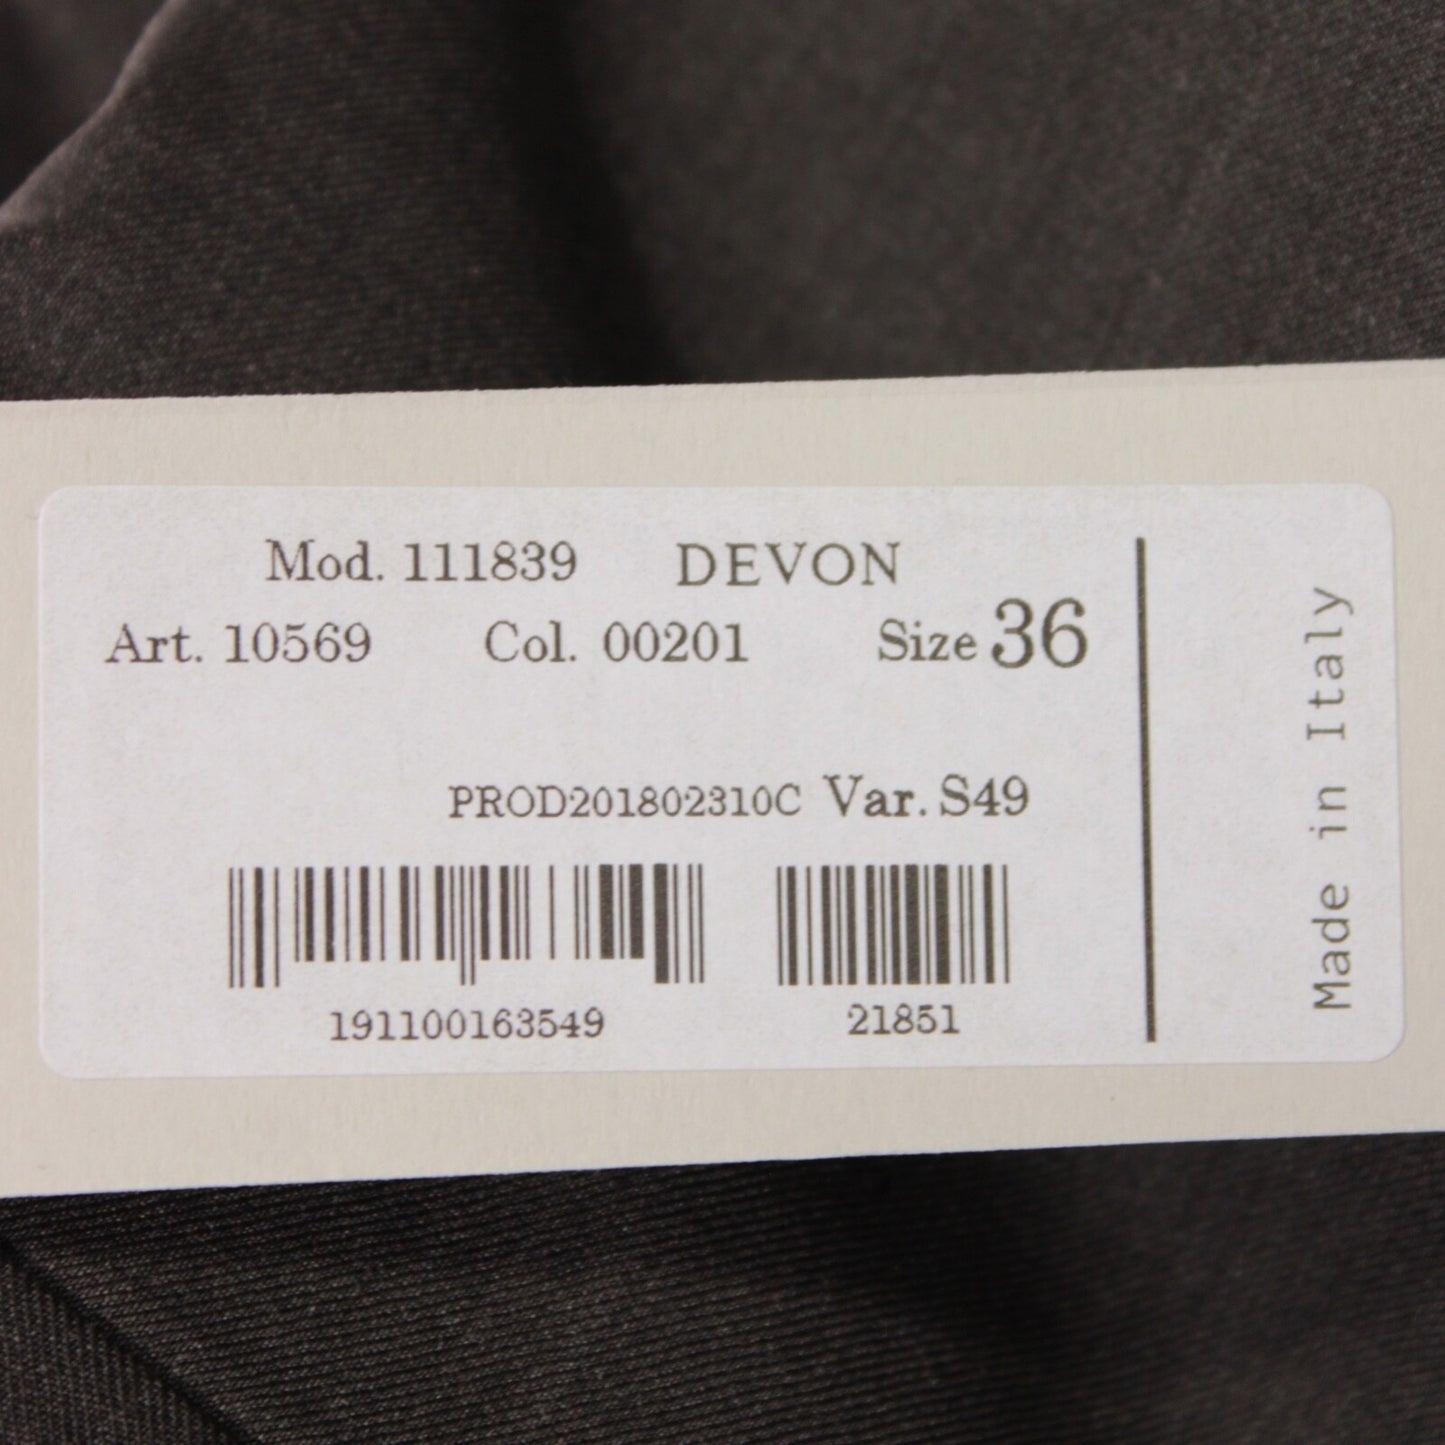 Mod. 111839 DEVON
Art. 10569 Col. 00201 Size 36
PROD201802310C Var. S49
191100163549 21851
Made in Italy